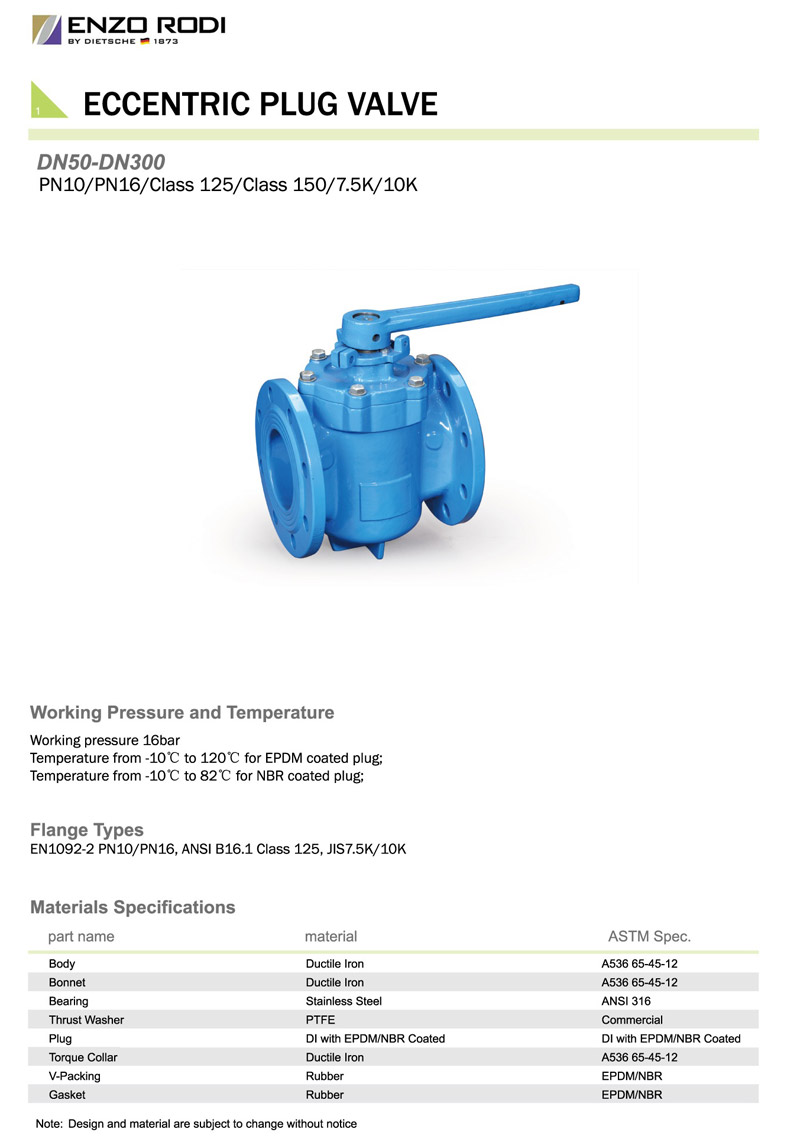 ENZO RODI
BY DIETSCHE 1873
1
ECCENTRIC PLUG VALVE
DN50-DN300
PN10/PN16/Class 125/Class 150/7.5K/10K
Working Pressure and Temperature
Working pressure 16bar
Temperature from -10℃ to 120℃ for EPDM coated plug;
Temperature from -10℃ to 82℃ for NBR coated plug;
Flange Types
EN1092-2 PN10/PN16, ANSI B16.1 Class 125, JIS7.5K/10K
Materials Specifications
part name material ASTM Spec.
Body Ductile Iron A536 65-45-12
Bonnet Ductile Iron A536 65-45-12
Bearing Stainless Steel ANSI 316
Thrust Washer PTFE Commercial
Plug DI with EPDM/NBR Coated DI with EPDM/NBR Coated
Torque Collar Ductile Iron A536 65-45-12
V-Packing Rubber EPDM/NBR
Gasket Rubber EPDM/NBR
Note: Design and material are subject to change without notice